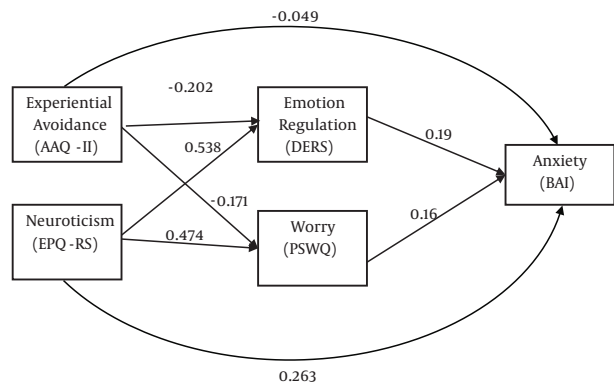 -0.049
Experiential
Avoidance
(AAQ -II)
-0.202
Emotion
Regulation
(DERS)
0.538
0.19
Anxiety
(BAI)
-0.171
Neuroticism
(EPQ -RS)
0.474
Worry
(PSWQ)
0.16
0.263